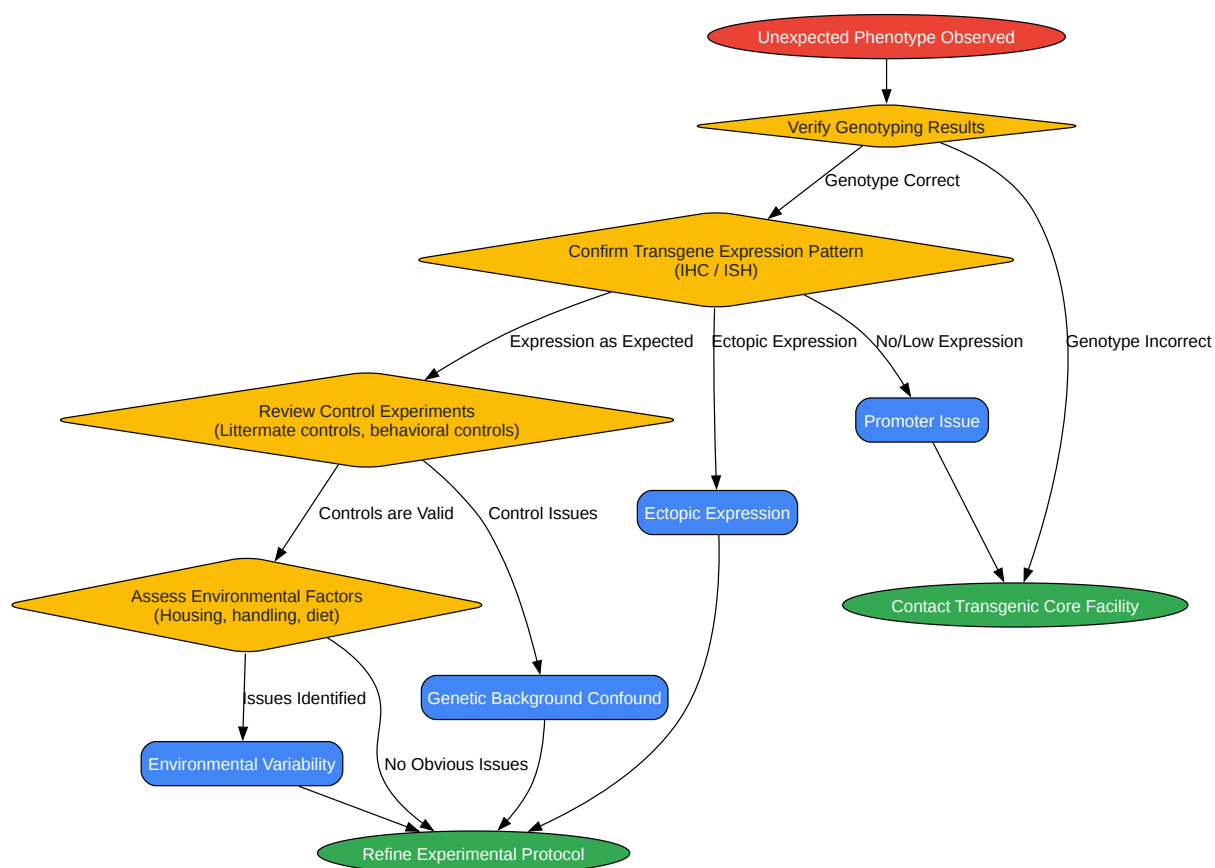 Unexpected Phenotype Observed
Verify Genotyping Results
Genotype Correct
Confirm Transgene Expression Pattern
(IHC / ISH)
Expression as Expected
Ectopic Expression
No/Low Expression
Genotype Incorrect
Review Control Experiments
(Littermate controls, behavioral controls)
Promoter Issue
Controls are Valid
Control Issues
Ectopic Expression
Assess Environmental Factors
(Housing, handling, diet)
Contact Transgenic Core Facility
Issues Identified
Genetic Background Confound
Environmental Variability
No Obvious Issues
Refine Experimental Protocol